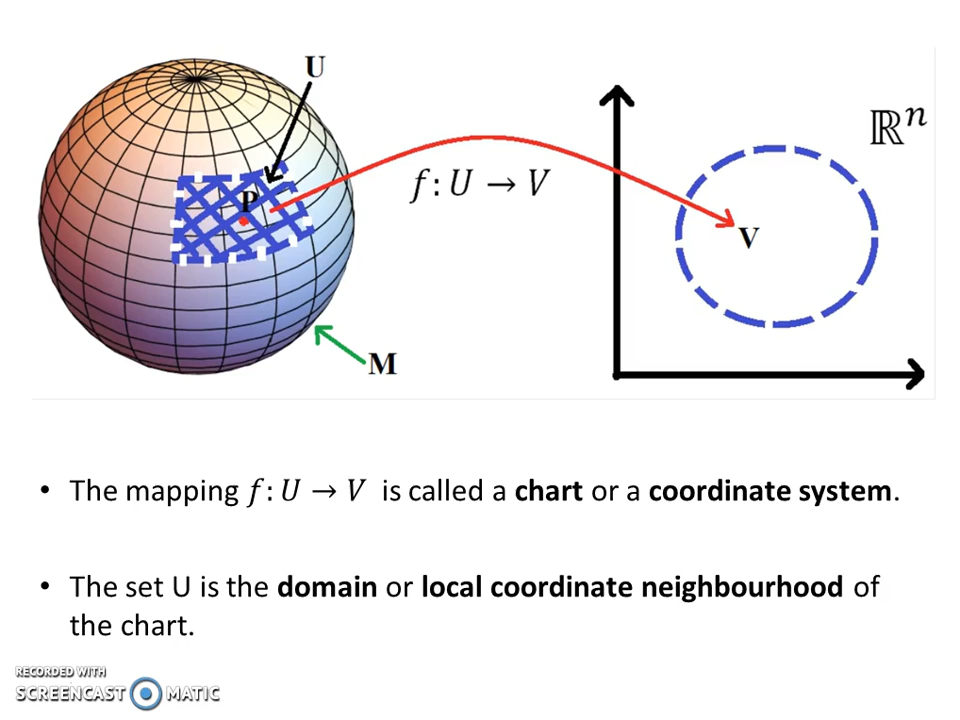 U
ℝⁿ
f: U → V
P
V
M
• The mapping f: U → V is called a chart or a coordinate system.
• The set U is the domain or local coordinate neighbourhood of
the chart.
RECORDED WITH
SCREENCAST MATIC